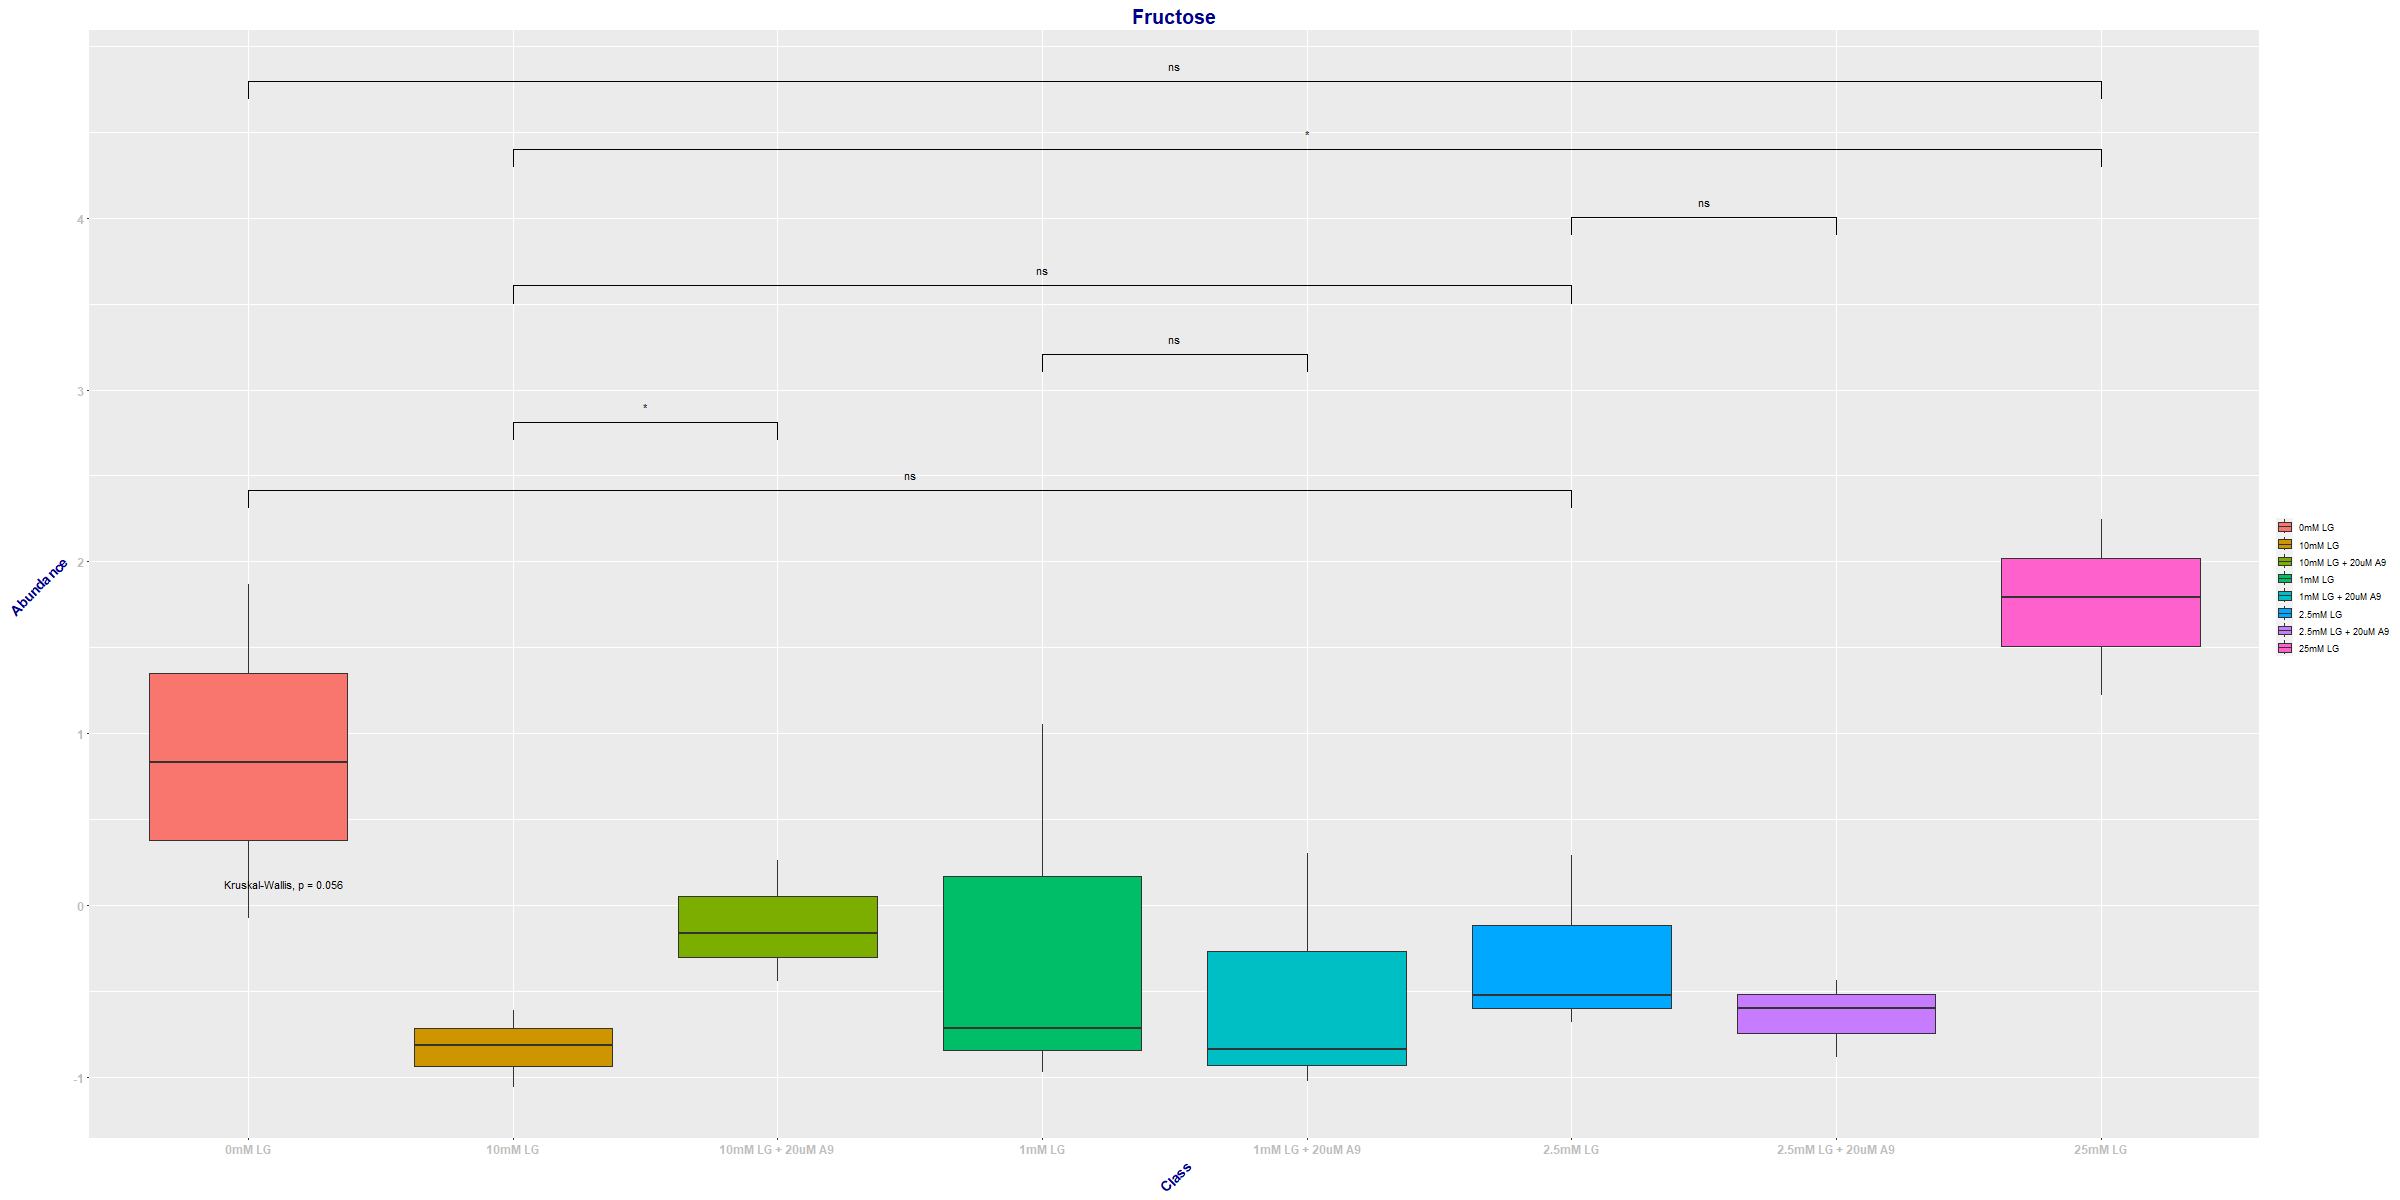 Fructose
ns
*
4
ns
ns
ns
3
*
ns
2
Abundance
1
Kruskal-Wallis, p = 0.056
0
-1
0mM LG
10mM LG
10mM LG + 20uM A9
1mM LG
1mM LG + 20uM A9
2.5mM LG
2.5mM LG + 20uM A9
25mM LG
Class
0mM LG
10mM LG
10mM LG + 20uM A9
1mM LG
1mM LG + 20uM A9
2.5mM LG
2.5mM LG + 20uM A9
25mM LG